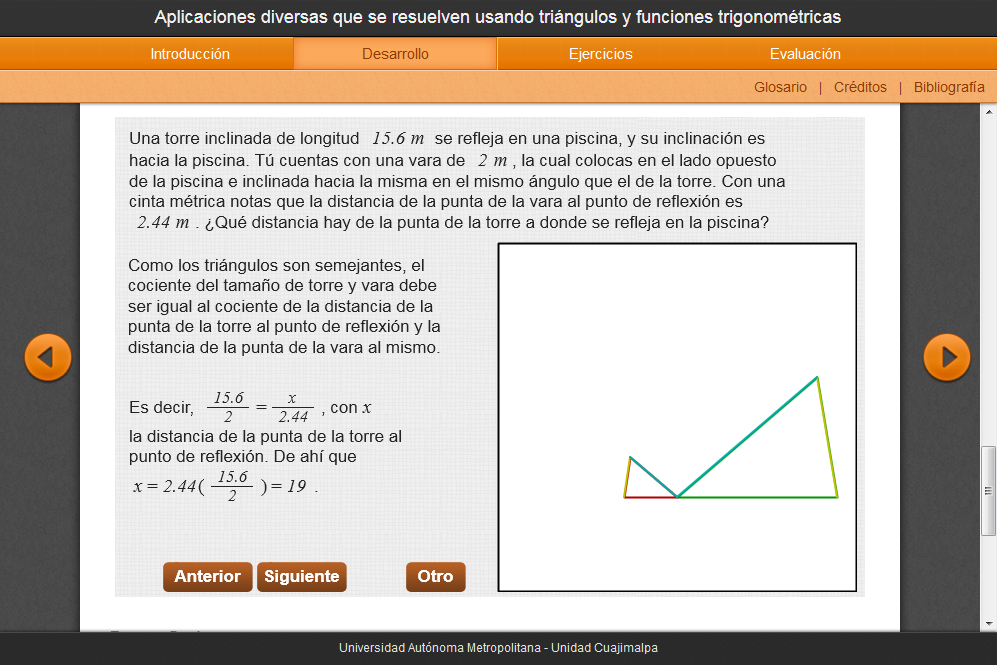 Aplicaciones diversas que se resuelven usando triángulos y funciones trigonométricas
Introducción Desarrollo Ejercicios Evaluación
Glosario | Créditos | Bibliografía
Una torre inclinada de longitud 15.6 m se refleja en una piscina, y su inclinación es
hacia la piscina. Tú cuentas con una vara de 2 m , la cual colocas en el lado opuesto
de la piscina e inclinada hacia la misma en el mismo ángulo que el de la torre. Con una
cinta métrica notas que la distancia de la punta de la vara al punto de reflexión es
2.44 m . ¿Qué distancia hay de la punta de la torre a donde se refleja en la piscina?
Como los triángulos son semejantes, el
cociente del tamaño de torre y vara debe
ser igual al cociente de la distancia de la
punta de la torre al punto de reflexión y la
distancia de la punta de la vara al mismo.
Es decir, 15.6/2 = x/2.44 , con x
la distancia de la punta de la torre al
punto de reflexión. De ahí que
x = 2.44( 15.6/2 ) = 19 .
Anterior Siguiente Otro
Universidad Autónoma Metropolitana - Unidad Cuajimalpa